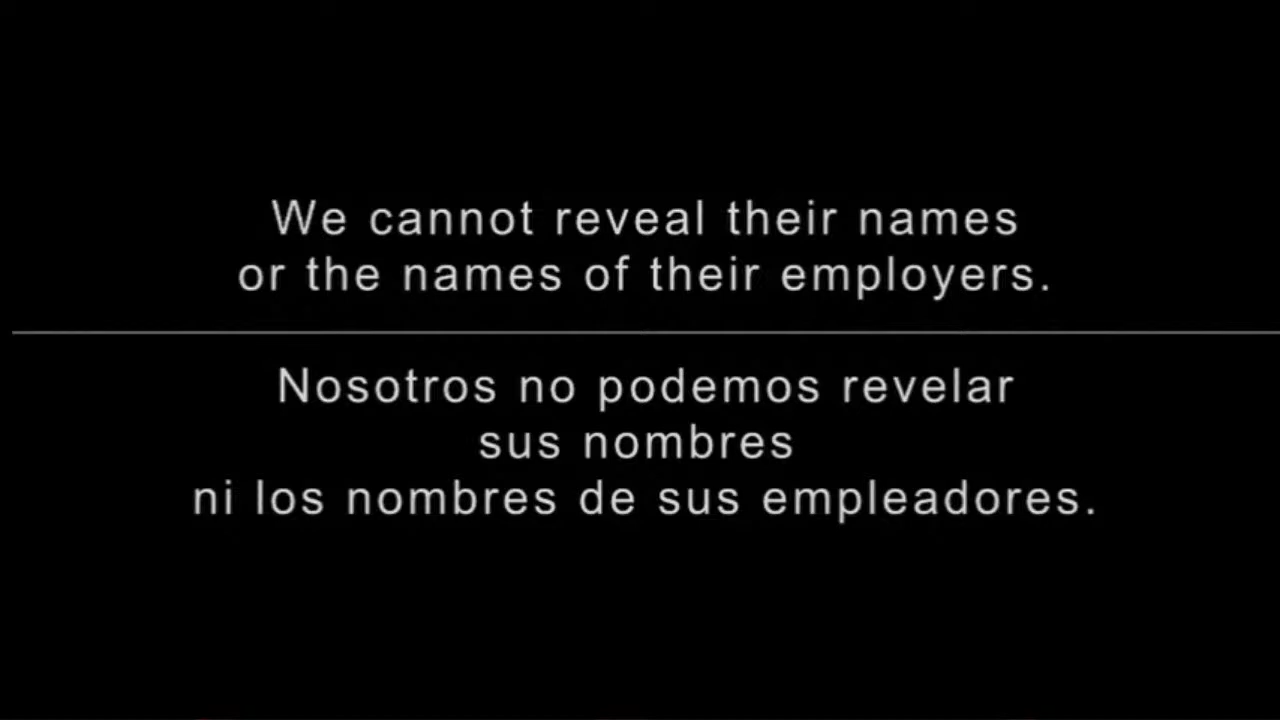 We cannot reveal their names
or the names of their employers.
Nosotros no podemos revelar
sus nombres
ni los nombres de sus empleadores.